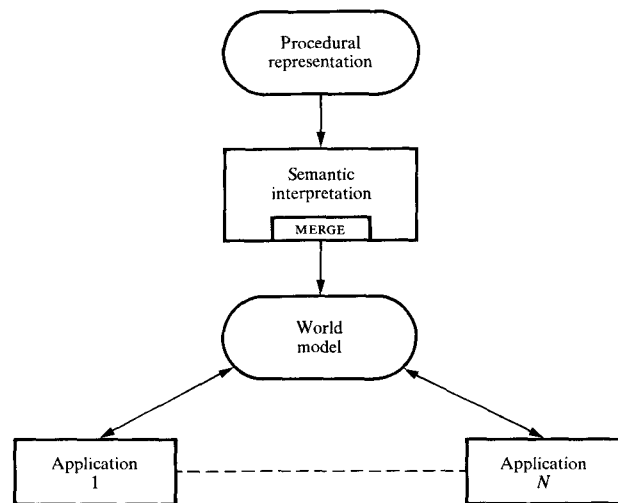 Procedural
representation
Semantic
interpretation
MERGE
World
model
Application
1
Application
N